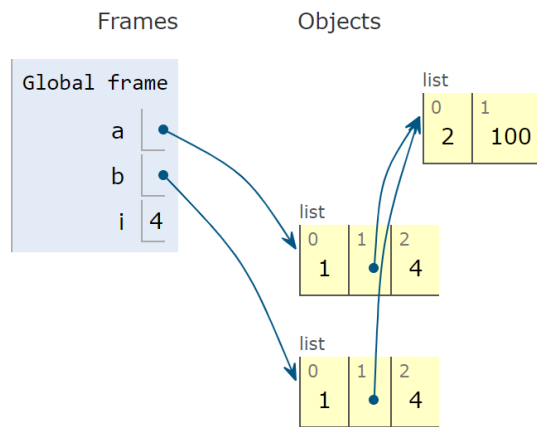 Frames Objects
Global frame
list
0 1
2 100
a
b
i 4
list
0 1 2
1 4
list
0 1 2
1 4